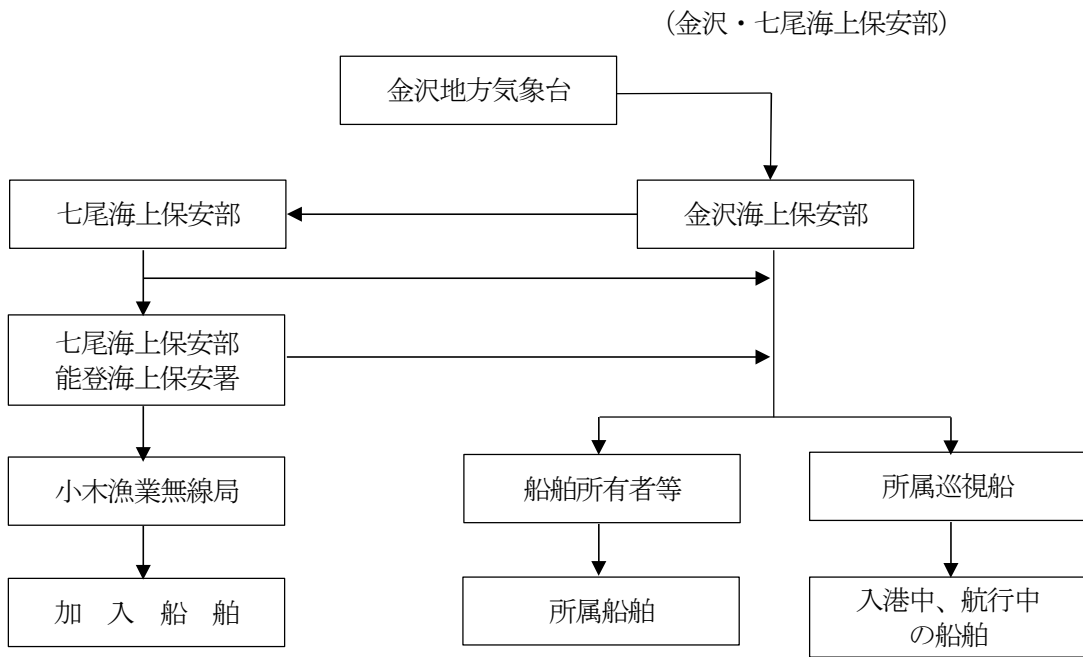 （金沢・七尾海上保安部）
金沢地方気象台
七尾海上保安部
金沢海上保安部
七尾海上保安部
能登海上保安署
小木漁業無線局
船舶所有者等
所属巡視船
加　入　船　舶
所属船舶
入港中、航行中
の船舶